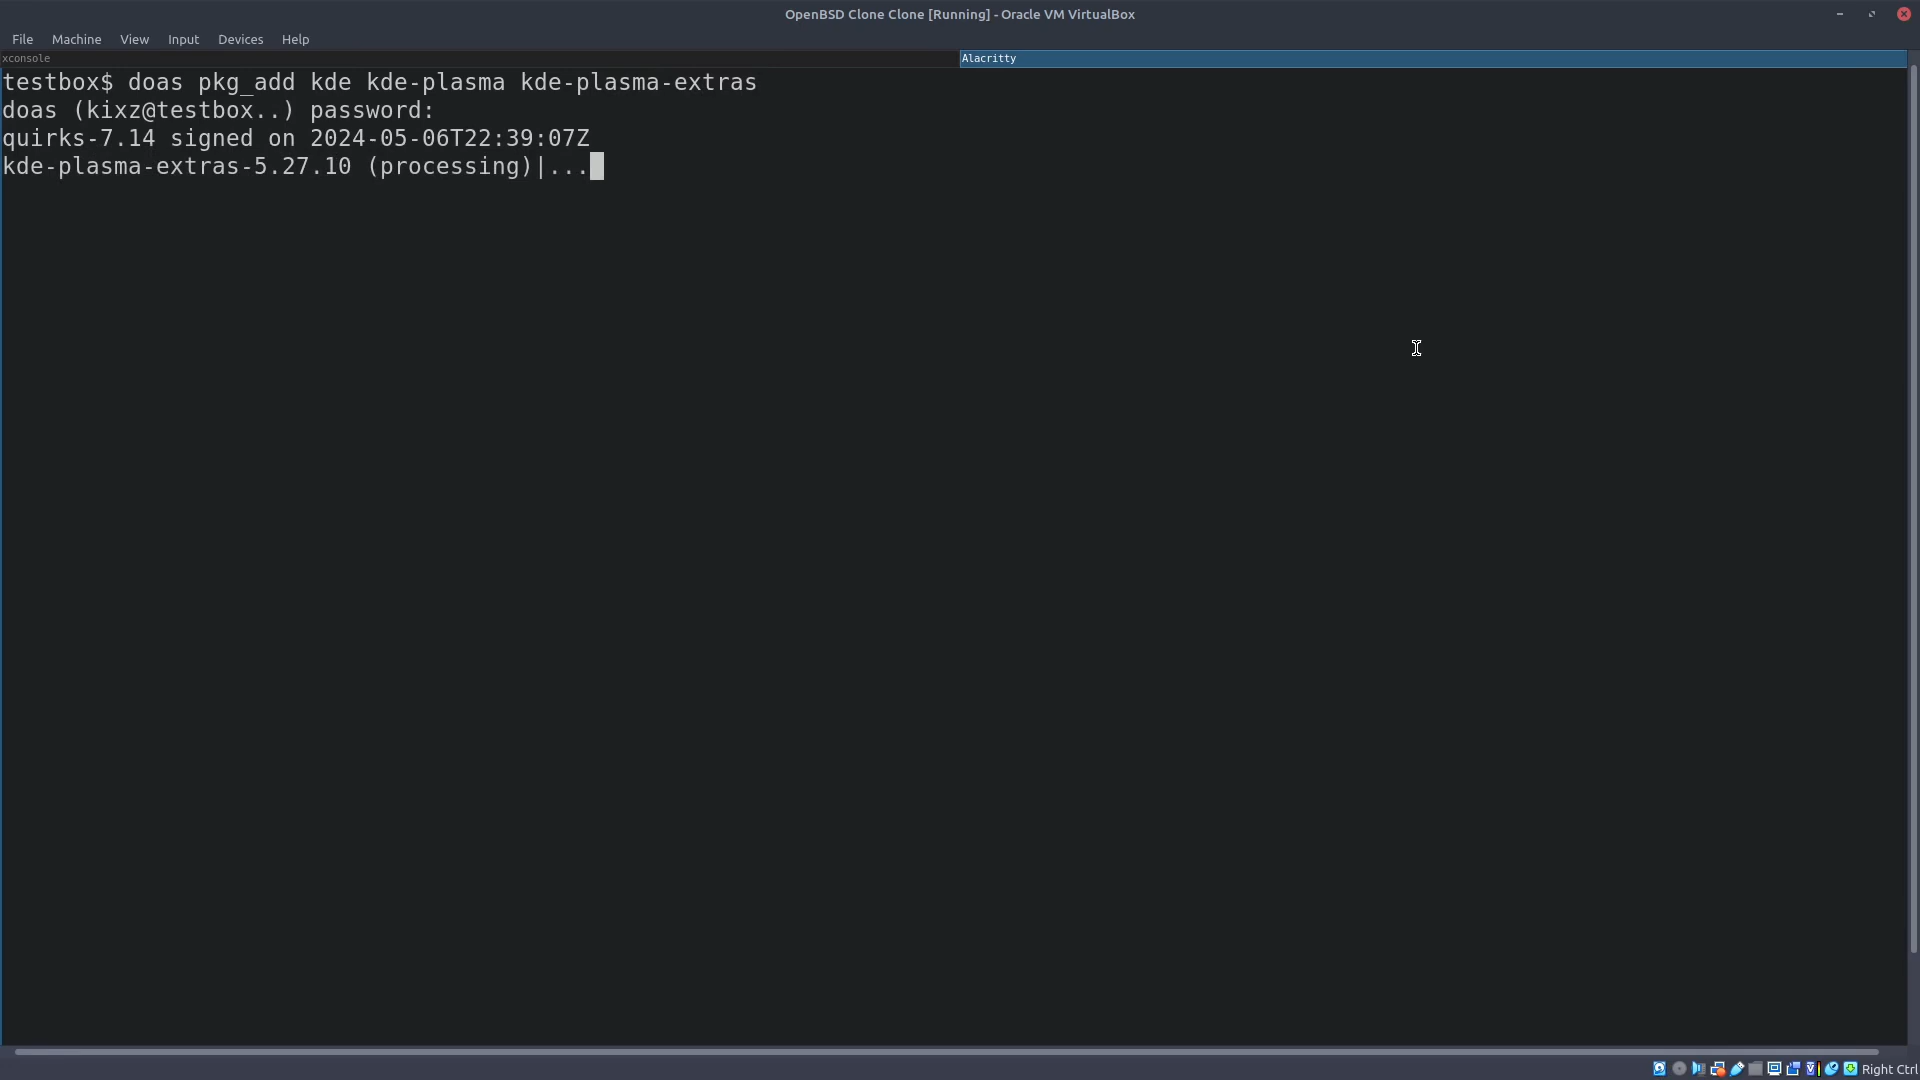 OpenBSD Clone Clone [Running] - Oracle VM VirtualBox
File Machine View Input Devices Help
xconsole
Alacritty
testbox$ doas pkg_add kde kde-plasma kde-plasma-extras
doas (kixz@testbox..) password:
quirks-7.14 signed on 2024-05-06T22:39:07Z
kde-plasma-extras-5.27.10 (processing)|...
Right Ctrl